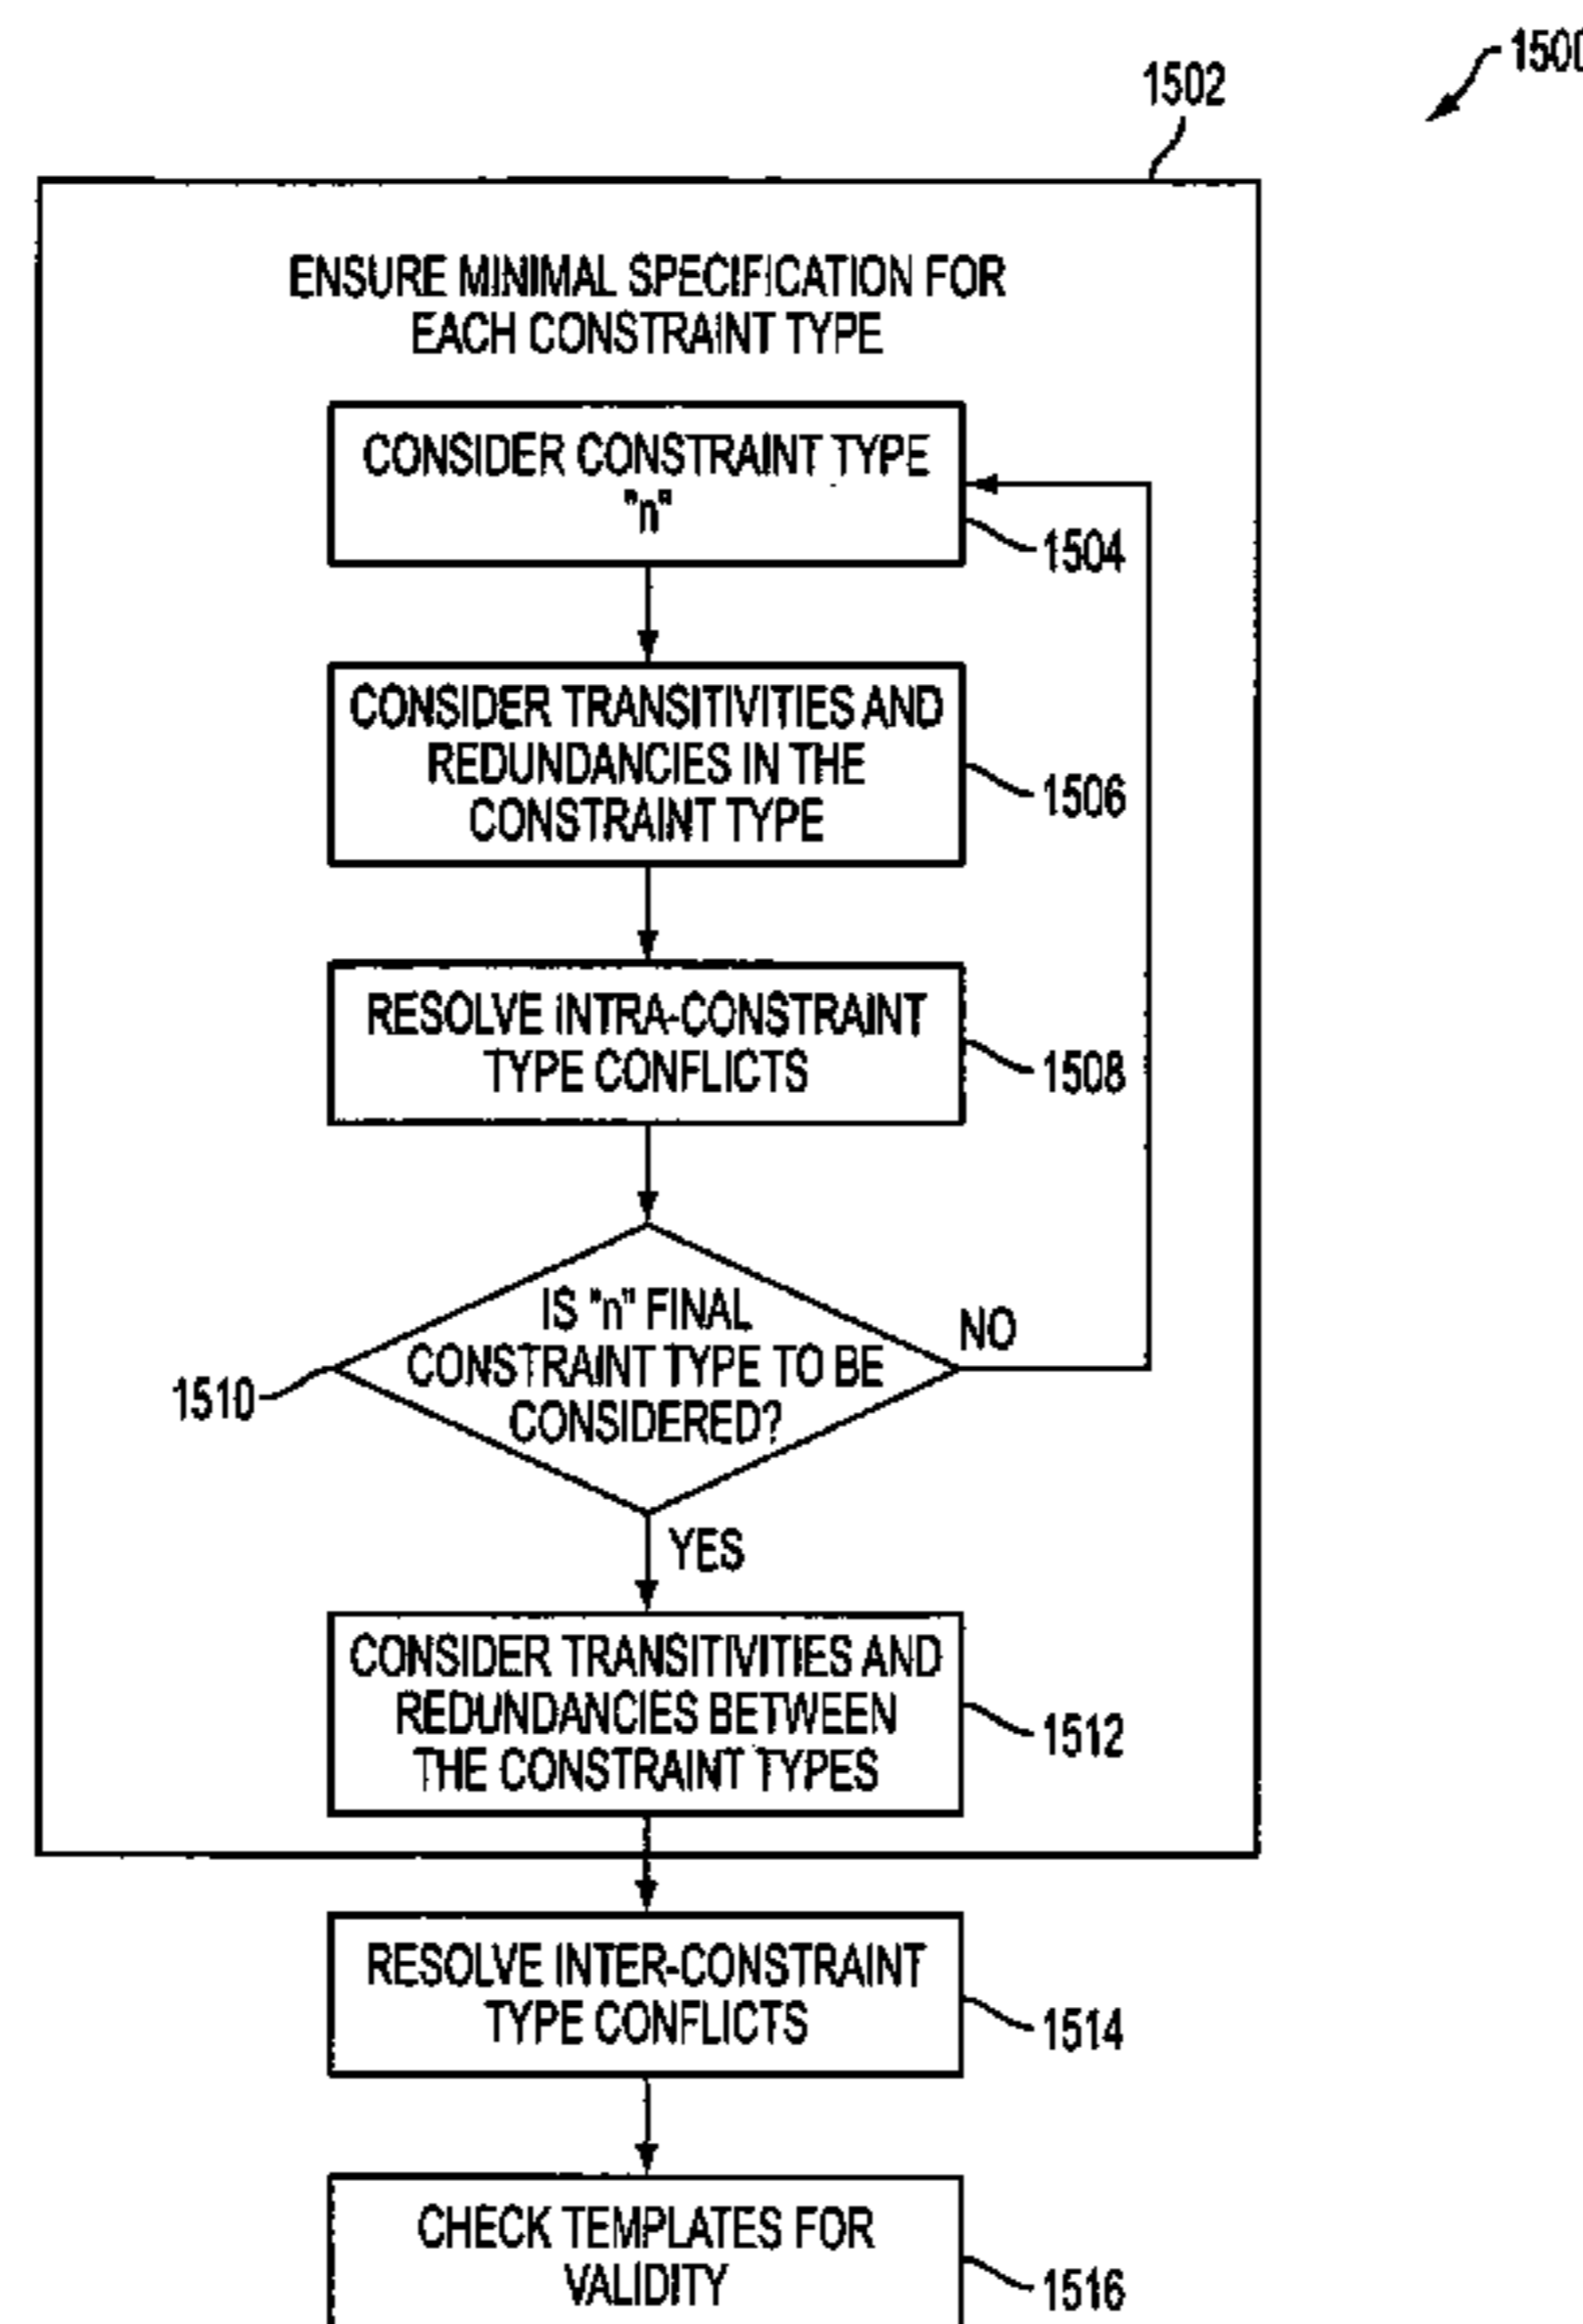 1500
1502
ENSURE MINIMAL SPECIFICATION FOR
EACH CONSTRAINT TYPE
CONSIDER CONSTRAINT TYPE
"n"
1504
CONSIDER TRANSITIVITIES AND
REDUNDANCIES IN THE
CONSTRAINT TYPE
1506
RESOLVE INTRA-CONSTRAINT
TYPE CONFLICTS
1508
IS "n" FINAL
CONSTRAINT TYPE TO BE
CONSIDERED?
NO
1510
YES
CONSIDER TRANSITIVITIES AND
REDUNDANCIES BETWEEN
THE CONSTRAINT TYPES
1512
RESOLVE INTER-CONSTRAINT
TYPE CONFLICTS
1514
CHECK TEMPLATES FOR
VALIDITY
1516